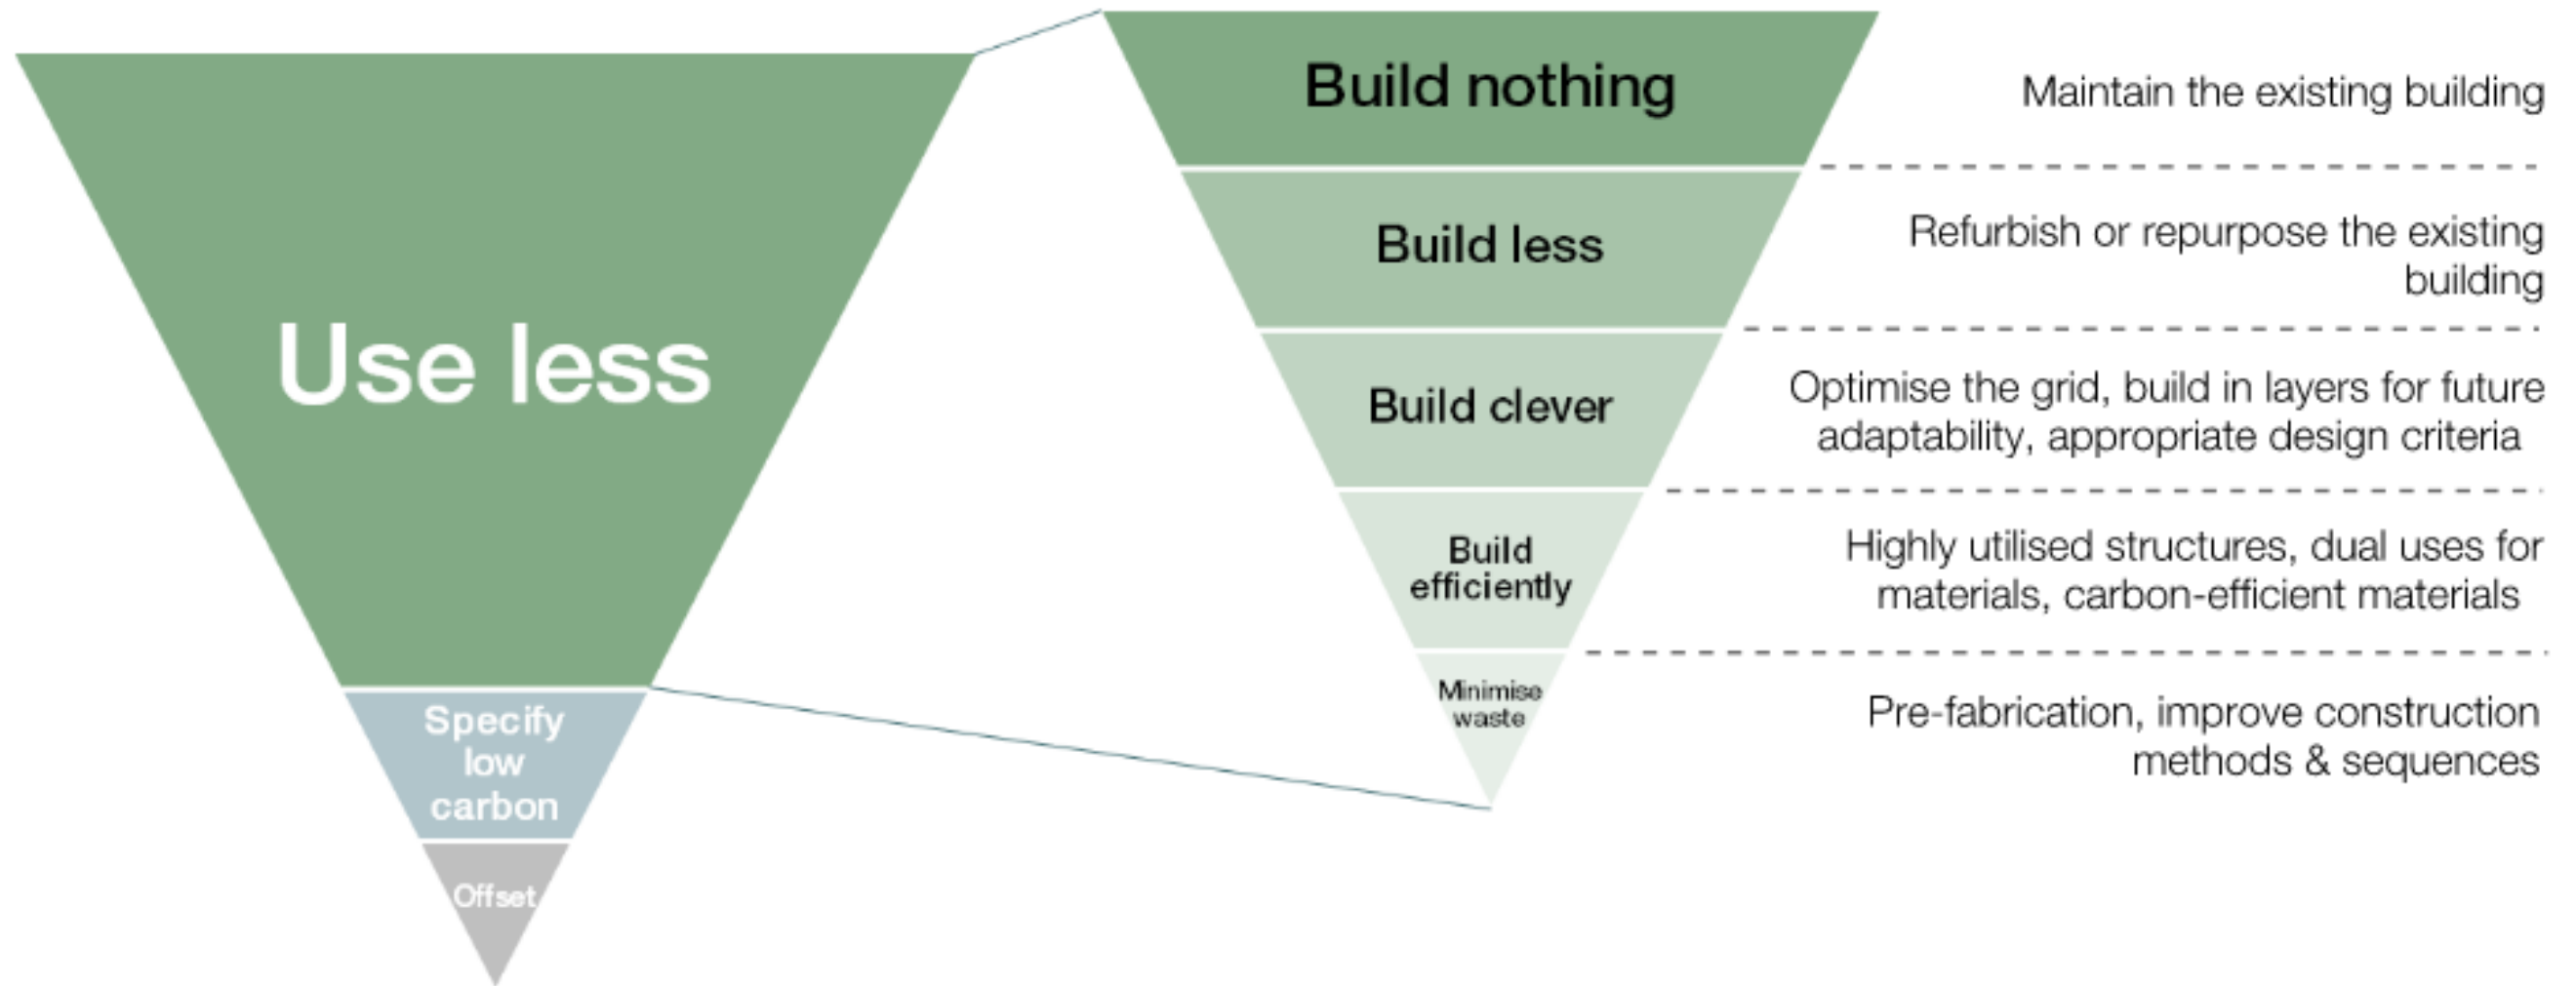 Use less
Specify
low
carbon
Offset
Build nothing
Maintain the existing building
Build less
Refurbish or repurpose the existing
building
Build clever
Optimise the grid, build in layers for future
adaptability, appropriate design criteria
Build
efficiently
Highly utilised structures, dual uses for
materials, carbon-efficient materials
Minimise
waste
Pre-fabrication, improve construction
methods & sequences